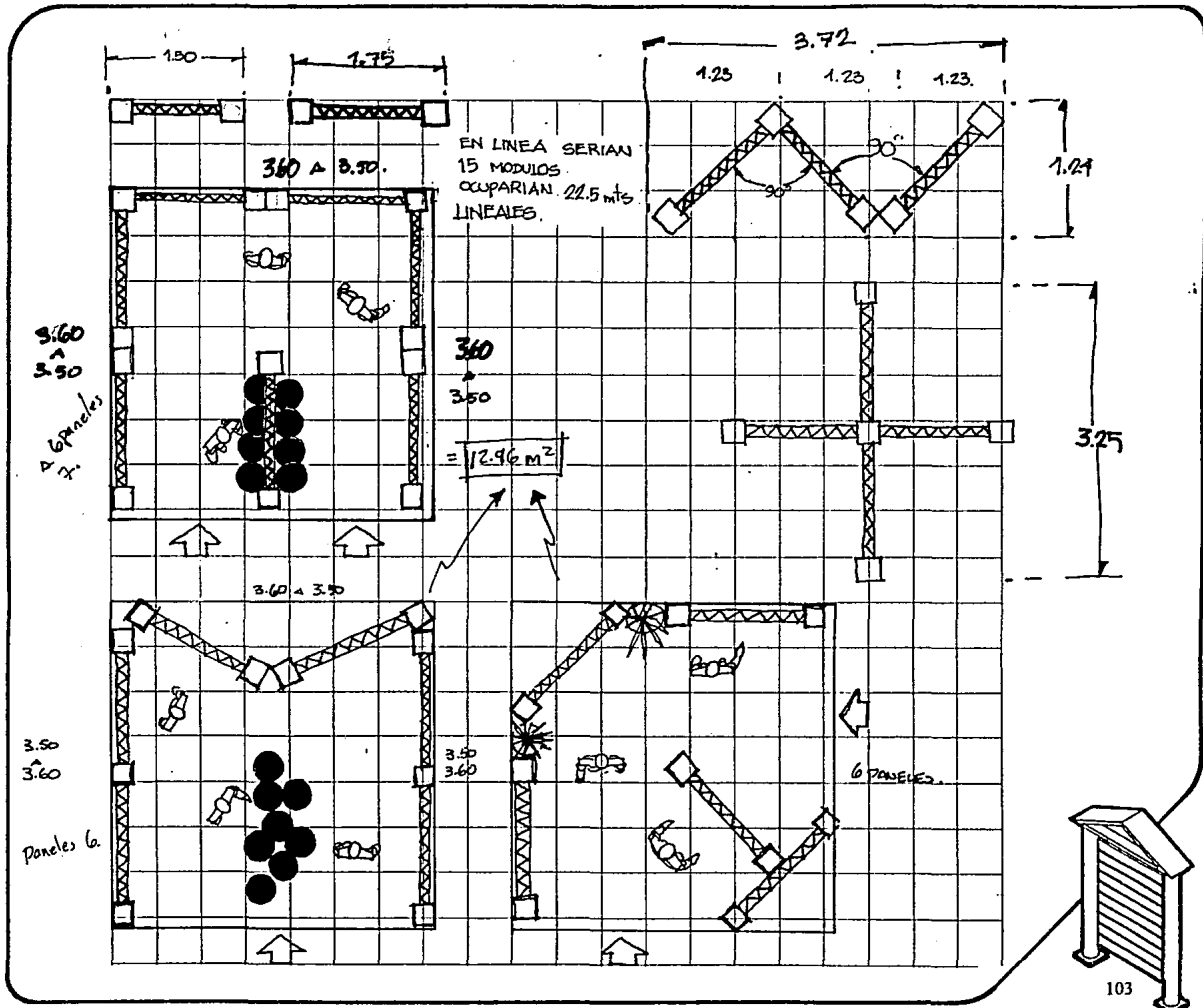 1.50
1.75
3.72
1.23
1.23
1.23.
EN LINEA SERIAN
15 MODULOS
OCUPARIAN 22.5 mts
LINEALES.
360 A 3.50.
90°
90°
1.24
3.60
A
3.50
6 paneles
360
A
3.50
= 12.96 m²
3.25
3.60 A 3.50
3.50
A
3.60
Paneles 6.
3.50
3.60
6 PANELES.
103